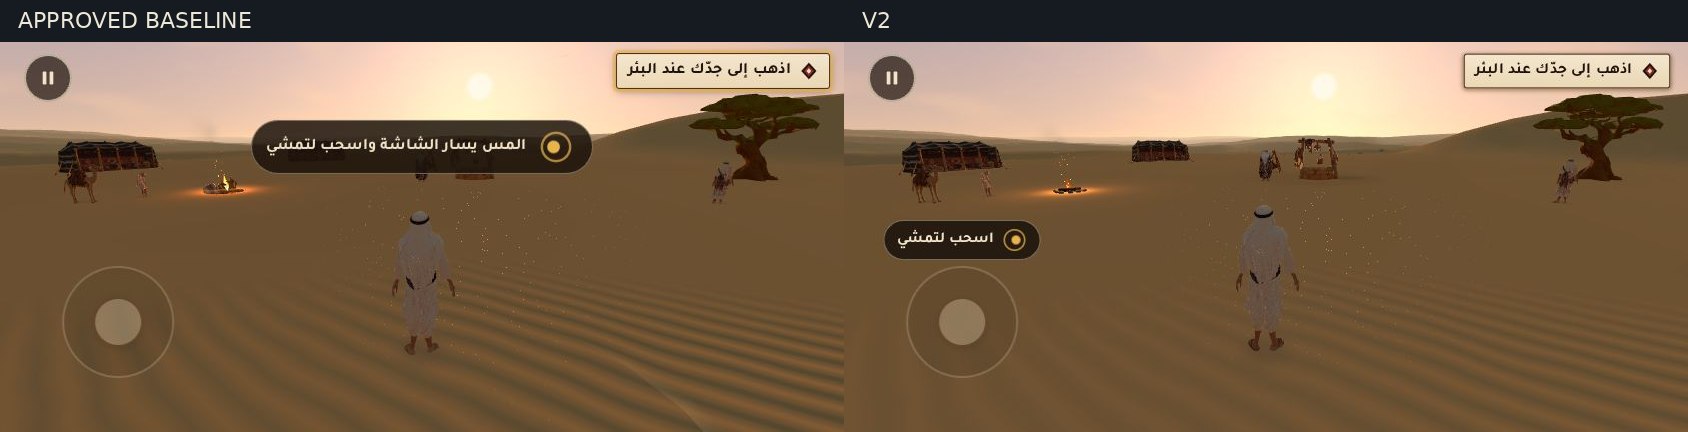 APPROVED BASELINE
V2
اذهب إلى جدّك عند البئر
المس يسار الشاشة واسحب لتمشي
اذهب إلى جدّك عند البئر
اسحب لتمشي